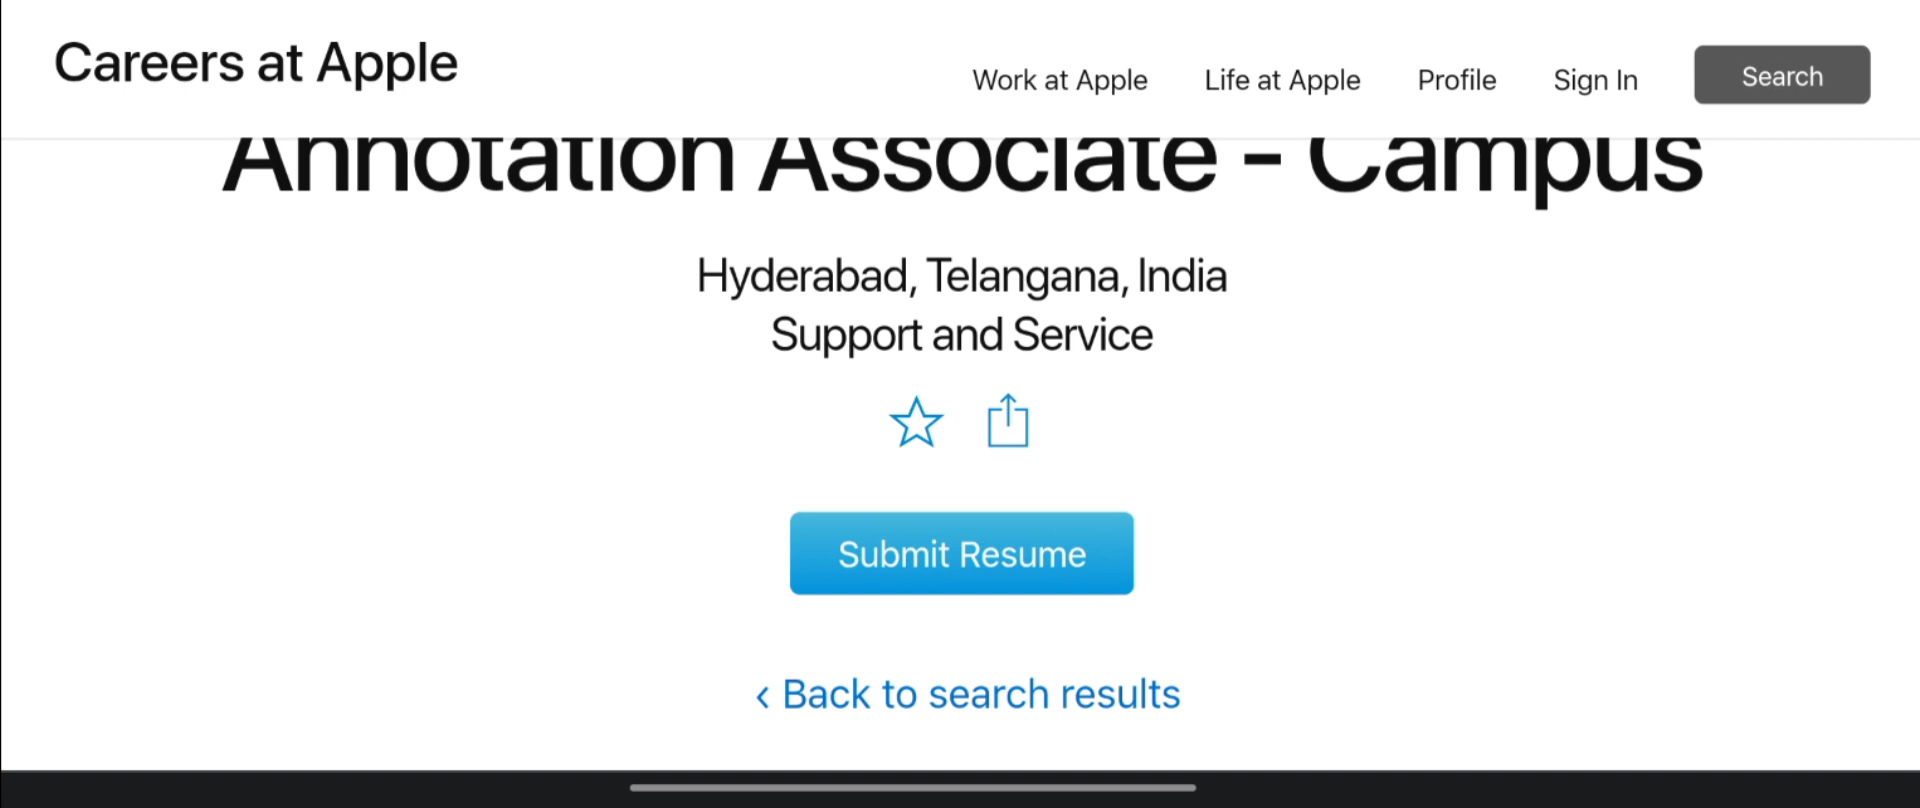 Careers at Apple
Work at Apple Life at Apple Profile Sign In Search
Annotation Associate - Campus
Hyderabad, Telangana, India
Support and Service
Submit Resume
‹ Back to search results